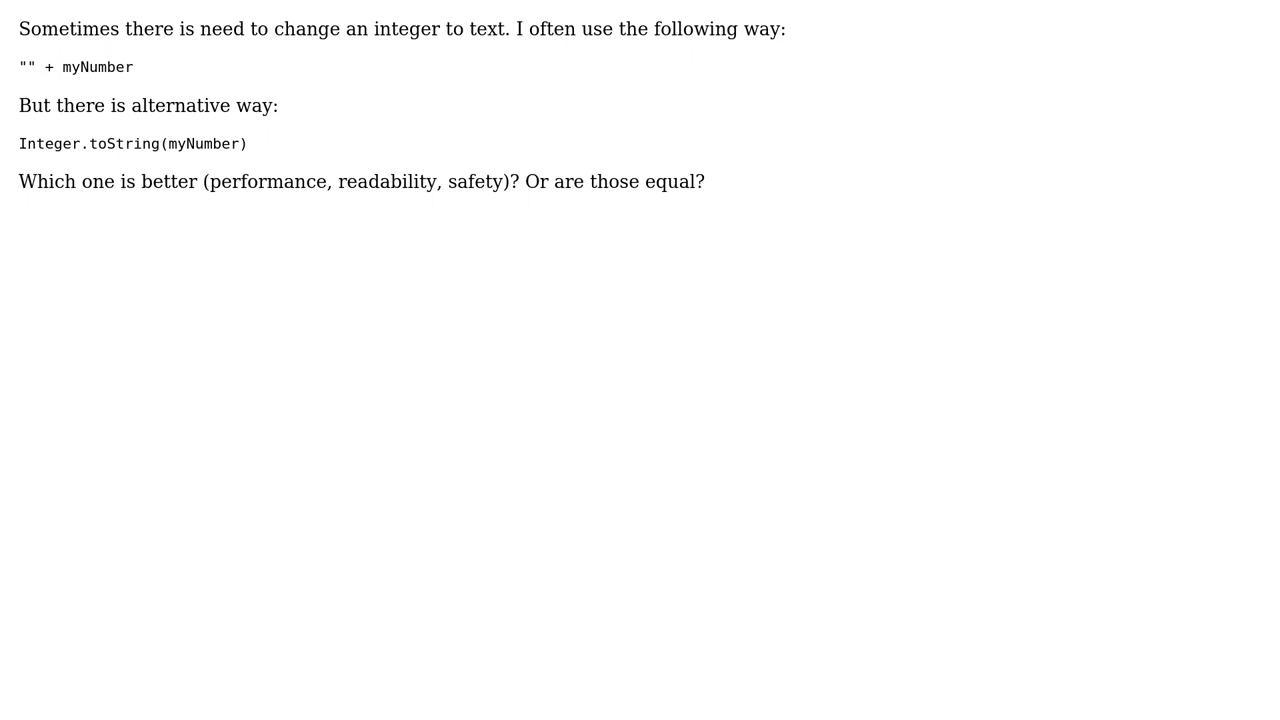 Sometimes there is need to change an integer to text. I often use the following way:
"" + myNumber
But there is alternative way:
Integer.toString(myNumber)
Which one is better (performance, readability, safety)? Or are those equal?